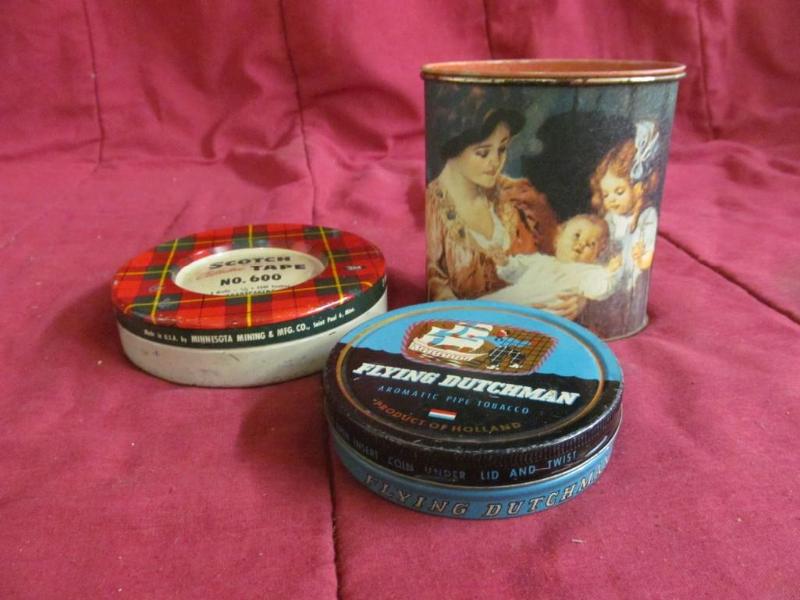 SCOTCH
TAPE
NO. 600
Made in U.S.A. by MINNESOTA MINING & MFG. CO., Saint Paul 6, Minn.
FLYING DUTCHMAN
AROMATIC PIPE TOBACCO
PRODUCT OF HOLLAND
INSERT COIN UNDER LID AND TWIST
FLYING DUTCHMAN